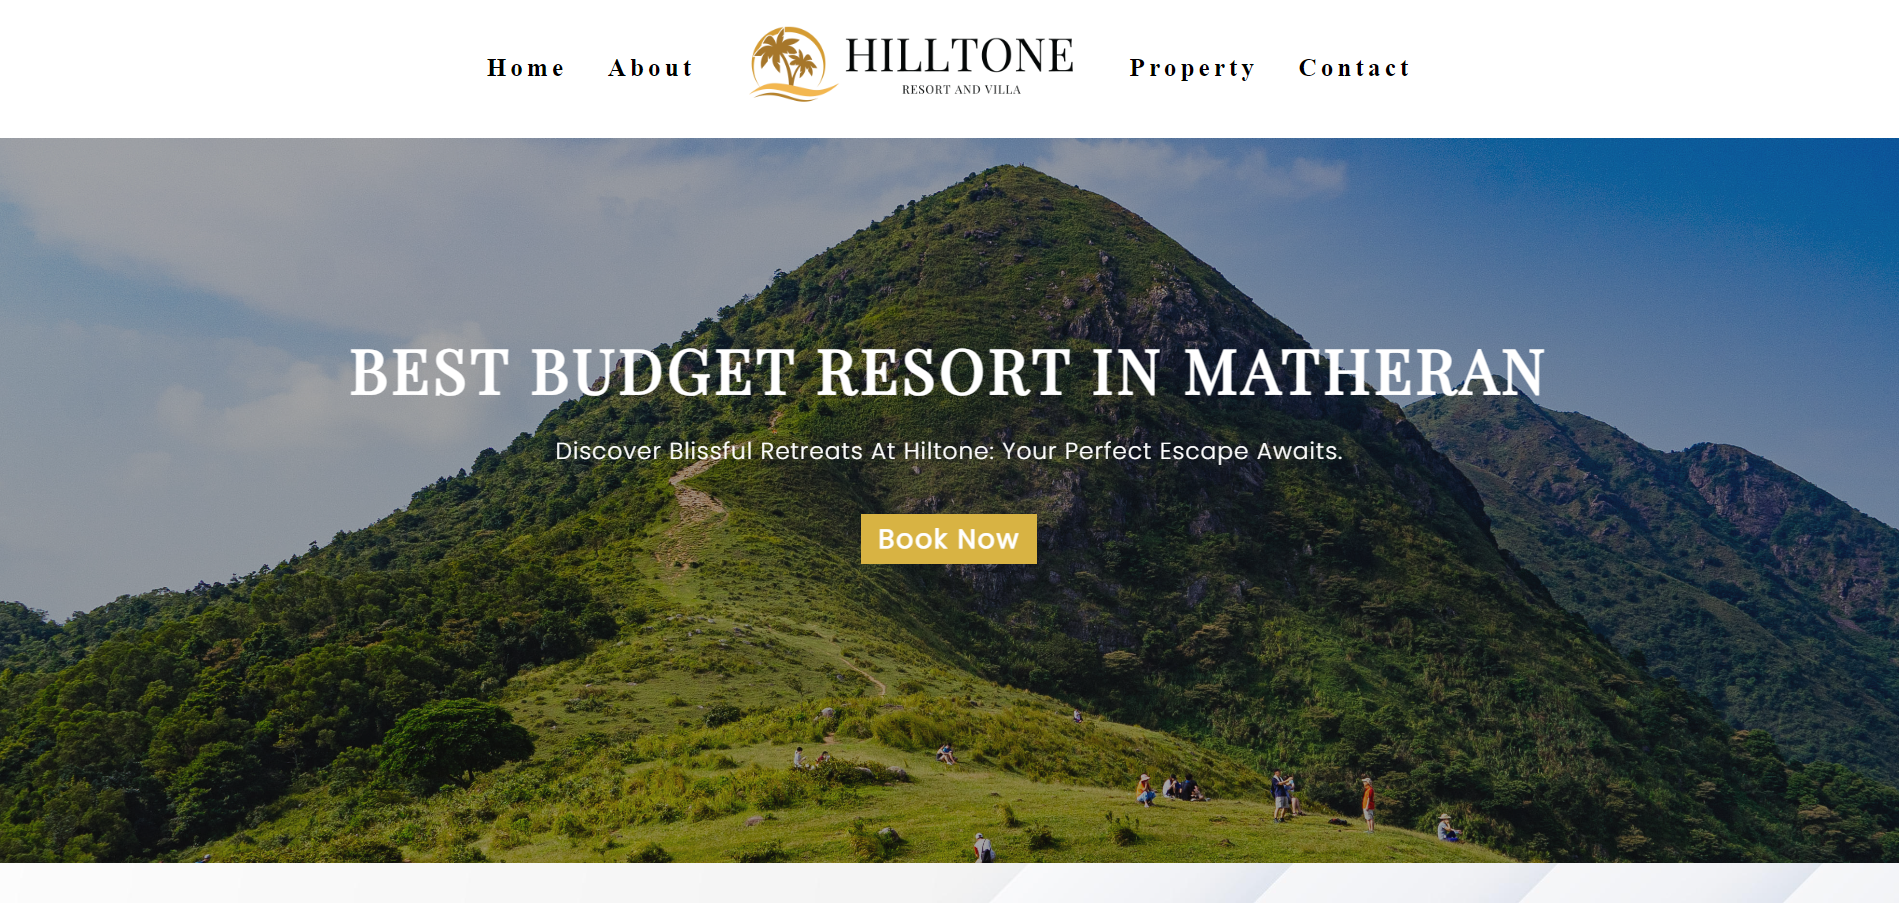 Home About HILLTONE Property Contact
RESORT AND VILLA
BEST BUDGET RESORT IN MATHERAN
Discover Blissful Retreats At Hiltone: Your Perfect Escape Awaits.
Book Now